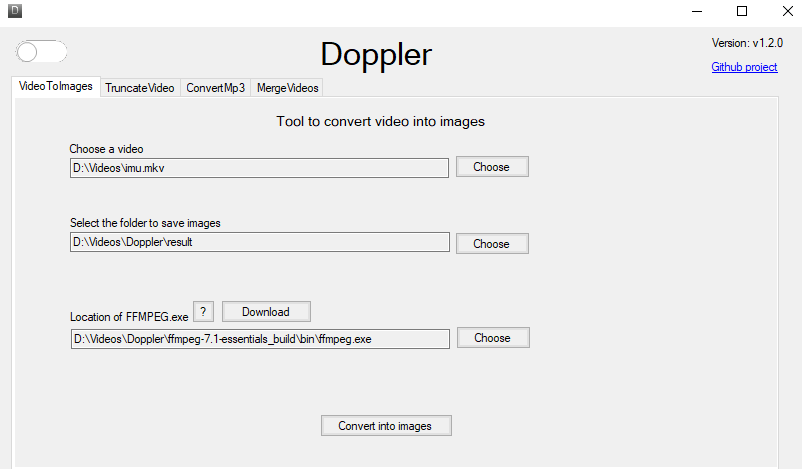 D
Doppler
Version: v1.2.0
Github project
VideoToImages TruncateVideo ConvertMp3 MergeVideos
Tool to convert video into images
Choose a video
D:\Videos\imu.mkv Choose
Select the folder to save images
D:\Videos\Doppler\result Choose
Location of FFMPEG.exe ? Download
D:\Videos\Doppler\ffmpeg-7.1-essentials_build\bin\ffmpeg.exe Choose
Convert into images